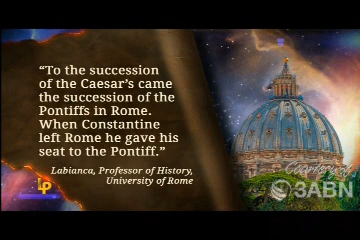 “To the succession
of the Caesar’s came
the succession of the
Pontiffs in Rome.
When Constantine
left Rome he gave his
seat to the Pontiff.”
Labianca, Professor of History,
University of Rome
LP
3ABN